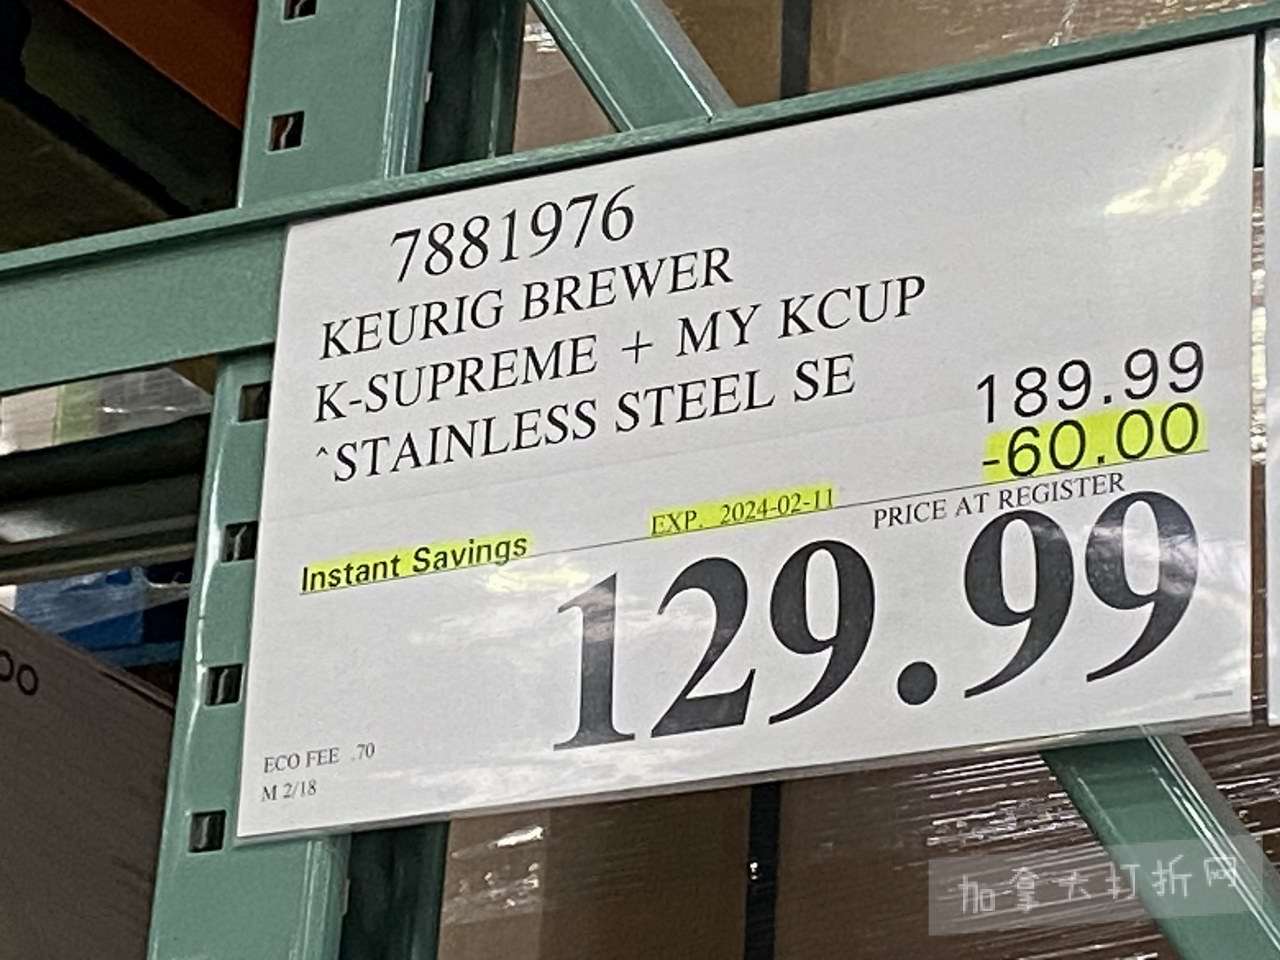 7881976
KEURIG BREWER
K-SUPREME + MY KCUP
^STAINLESS STEEL SE
189.99
-60.00
Instant Savings
EXP. 2024-02-11
PRICE AT REGISTER
129.99
ECO FEE .70
M 2/18
加拿大打折网